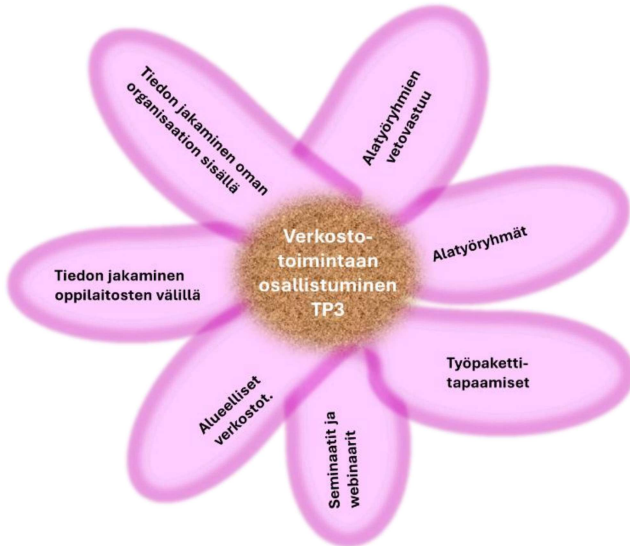 Verkosto-
toimintaan
osallistuminen
TP3
Tiedon jakaminen oman
organisaation sisällä
Alatyöryhmien
vetovastuu
Alatyöryhmät
Työpaketti-
tapaamiset
Seminaatit ja
webinaarit
Alueelliset
verkostot.
Tiedon jakaminen
oppilaitosten välillä